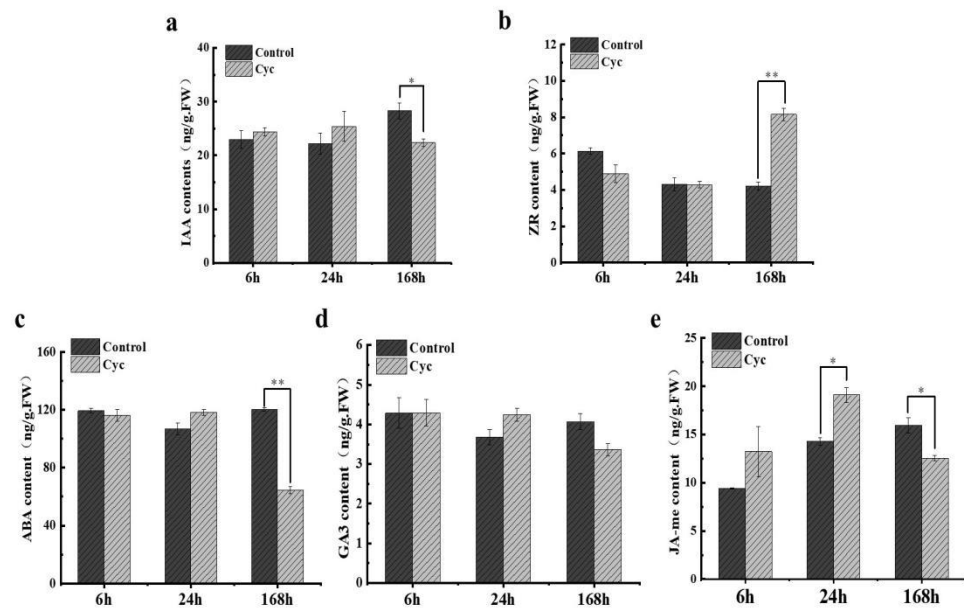 a
40
30
20
10
0
IAA contents（ng/g.FW）
Control
Cyc
*
6h 24h 168h
b
12
10
8
6
4
2
0
ZR content（ng/g.FW）
Control
Cyc
**
6h 24h 168h
c
160
120
80
40
0
ABA content（ng/g.FW）
Control
Cyc
**
6h 24h 168h
d
6
5
4
3
2
1
0
GA3 content（ng/g.FW）
Control
Cyc
6h 24h 168h
e
25
20
15
10
5
0
JA-me content（ng/g.FW）
Control
Cyc
*
*
6h 24h 168h